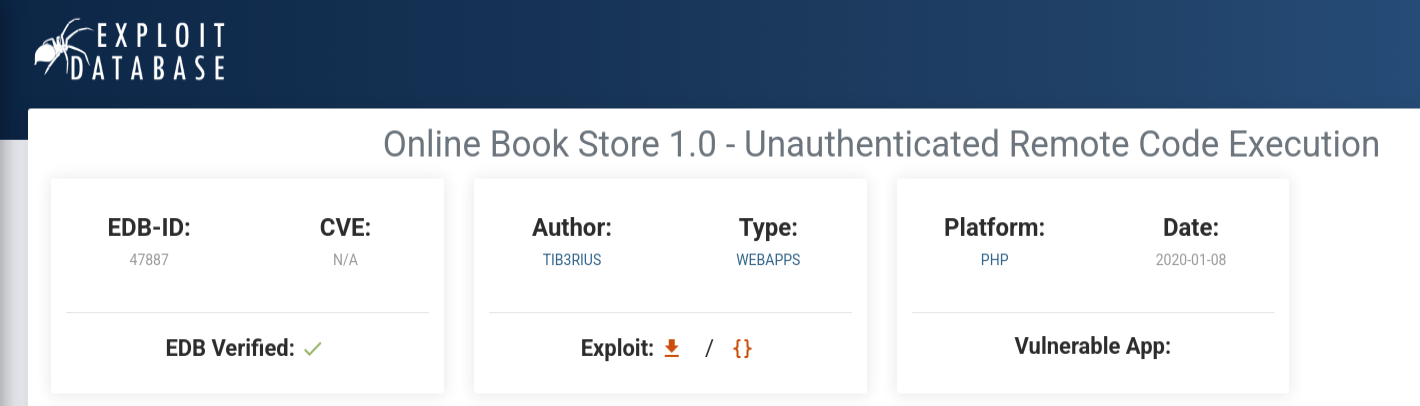 EXPLOIT
DATABASE
Online Book Store 1.0 - Unauthenticated Remote Code Execution
EDB-ID:
47887
CVE:
N/A
Author:
TIB3RIUS
Type:
WEBAPPS
Platform:
PHP
Date:
2020-01-08
EDB Verified:
Exploit: / {}
Vulnerable App: